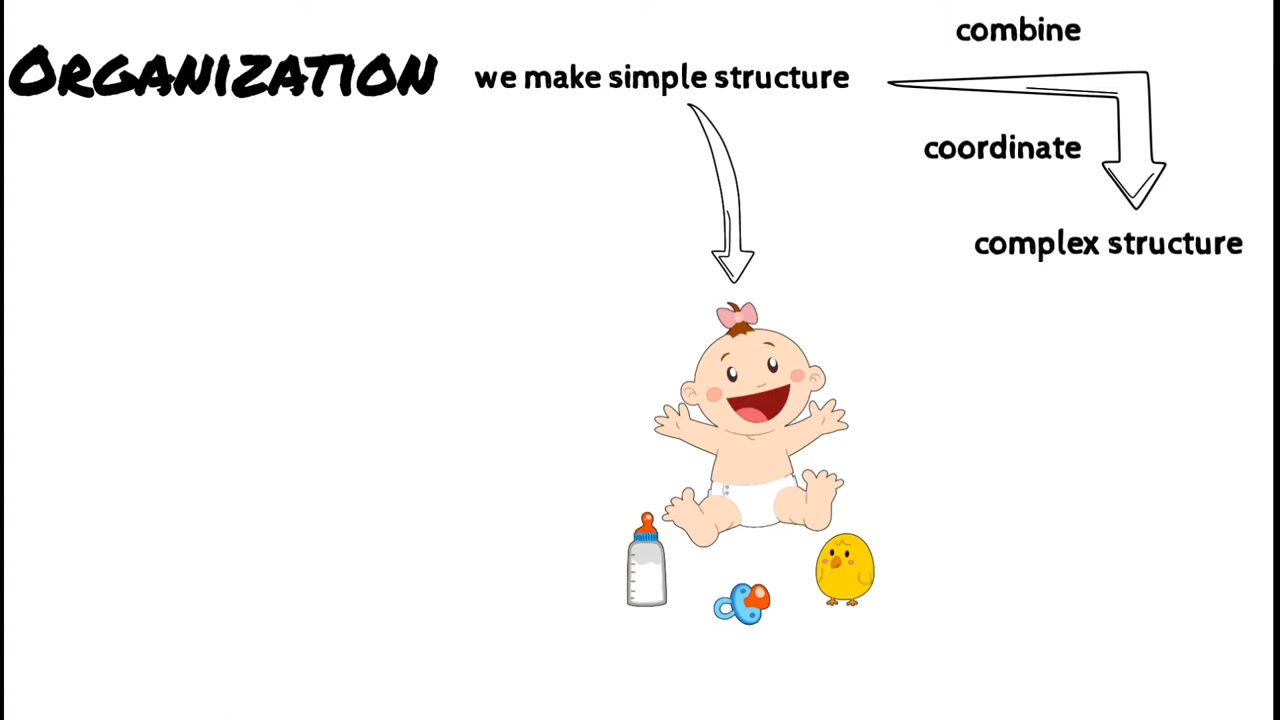 ORGANIZATION
we make simple structure
combine
coordinate
complex structure